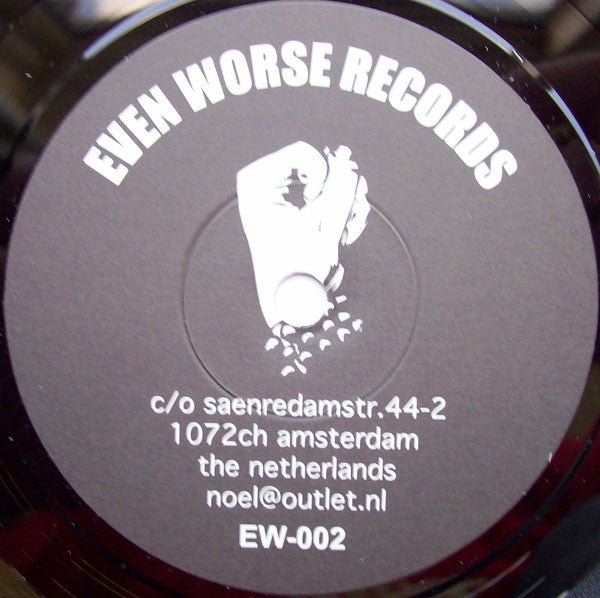 EVEN WORSE RECORDS
c/o saenredamstr.44-2
1072ch amsterdam
the netherlands
noel@outlet.nl
EW-002